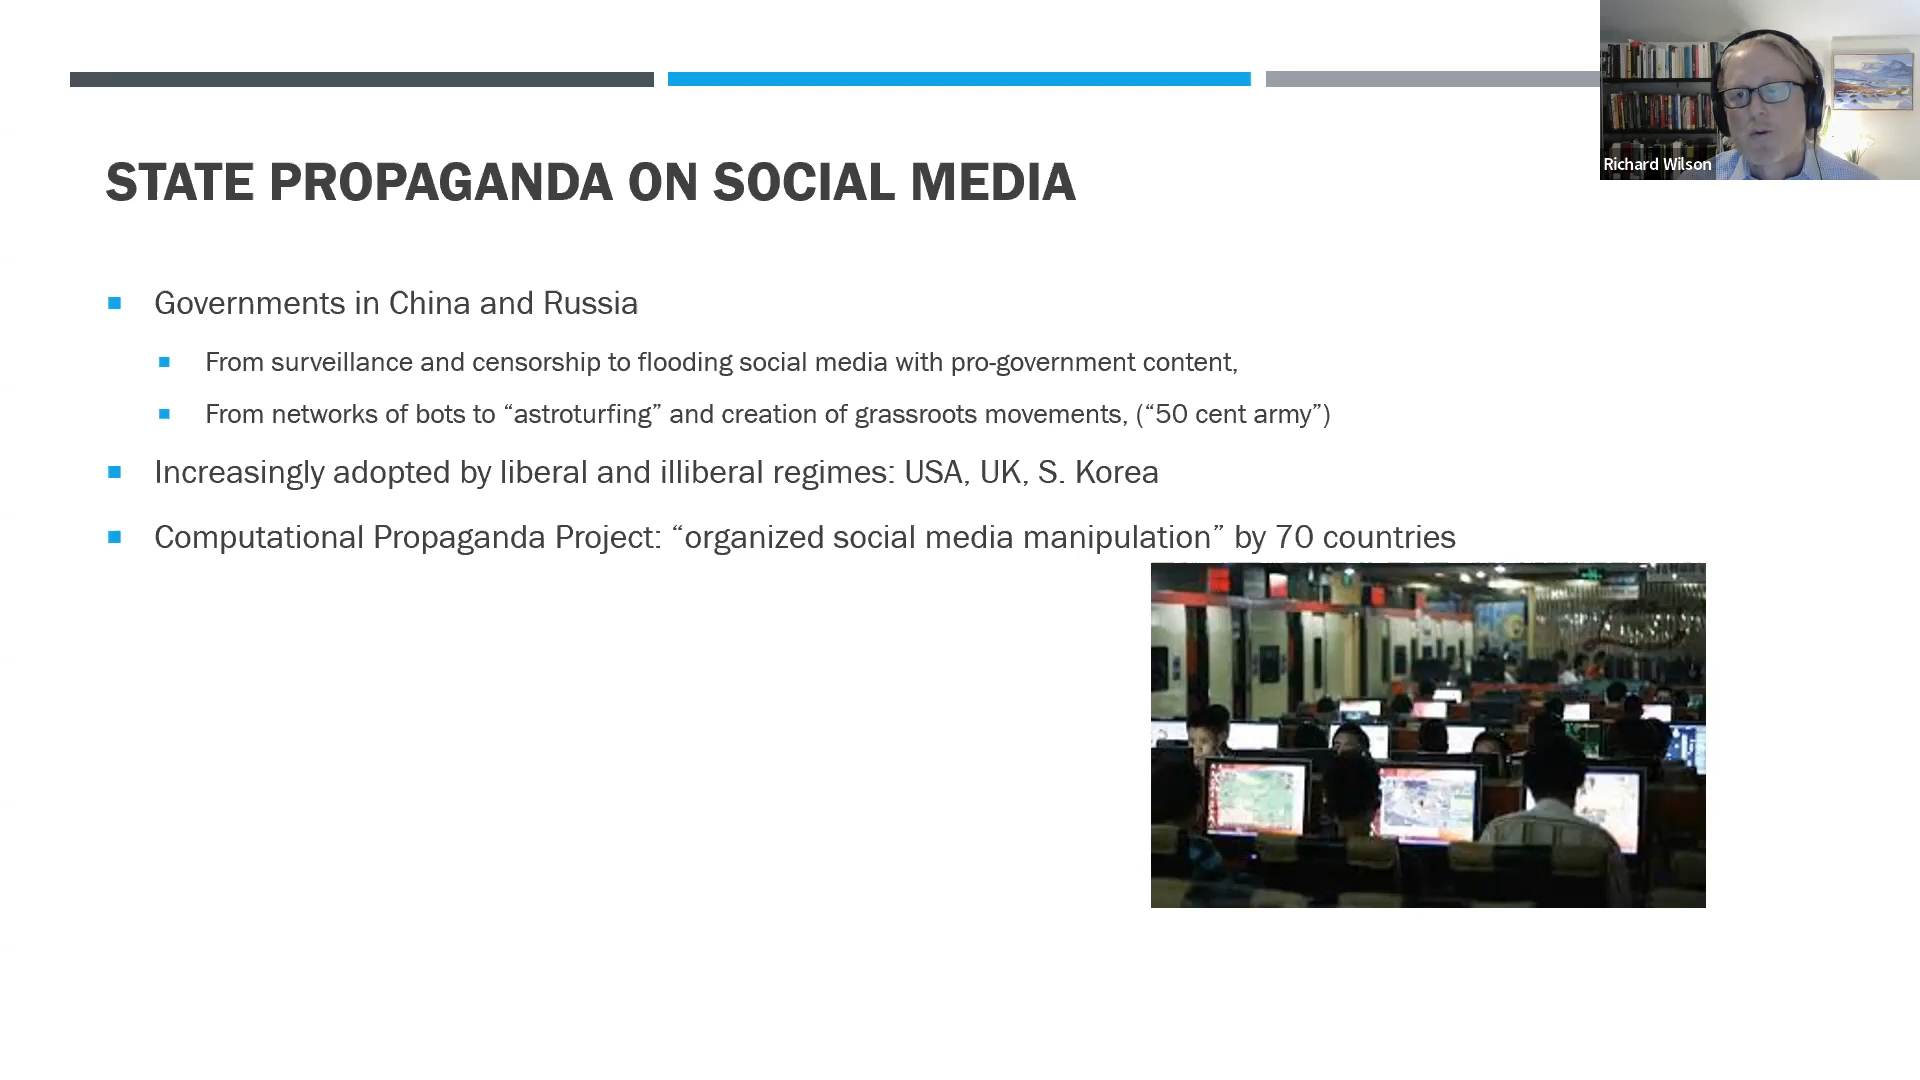 Richard Wilson
STATE PROPAGANDA ON SOCIAL MEDIA
Governments in China and Russia
From surveillance and censorship to flooding social media with pro-government content,
From networks of bots to “astroturfing” and creation of grassroots movements, (“50 cent army”)
Increasingly adopted by liberal and illiberal regimes: USA, UK, S. Korea
Computational Propaganda Project: “organized social media manipulation” by 70 countries